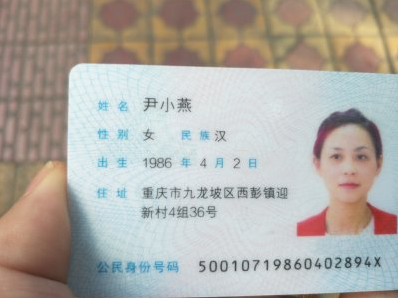 姓名 尹小燕
性别 女 民族 汉
出生 1986 年 4 月 2 日
住址 重庆市九龙坡区西彭镇迎
新村4组36号
公民身份号码 50010719860402894X